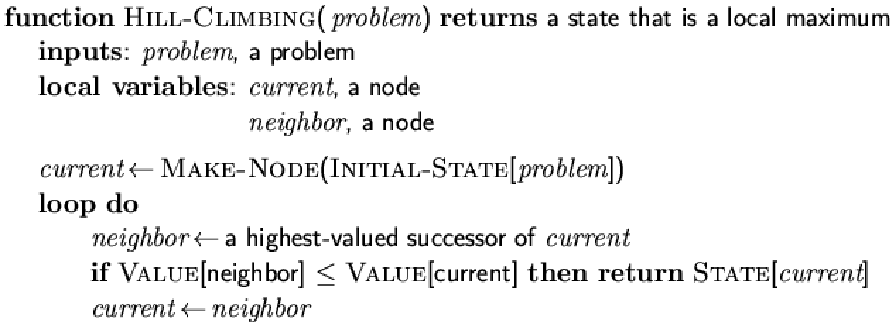 function HILL-CLIMBING( problem) returns a state that is a local maximum
inputs: problem, a problem
local variables: current, a node
neighbor, a node
current ← MAKE-NODE(INITIAL-STATE[problem])
loop do
neighbor ← a highest-valued successor of current
if VALUE[neighbor] ≤ VALUE[current] then return STATE[current]
current ← neighbor